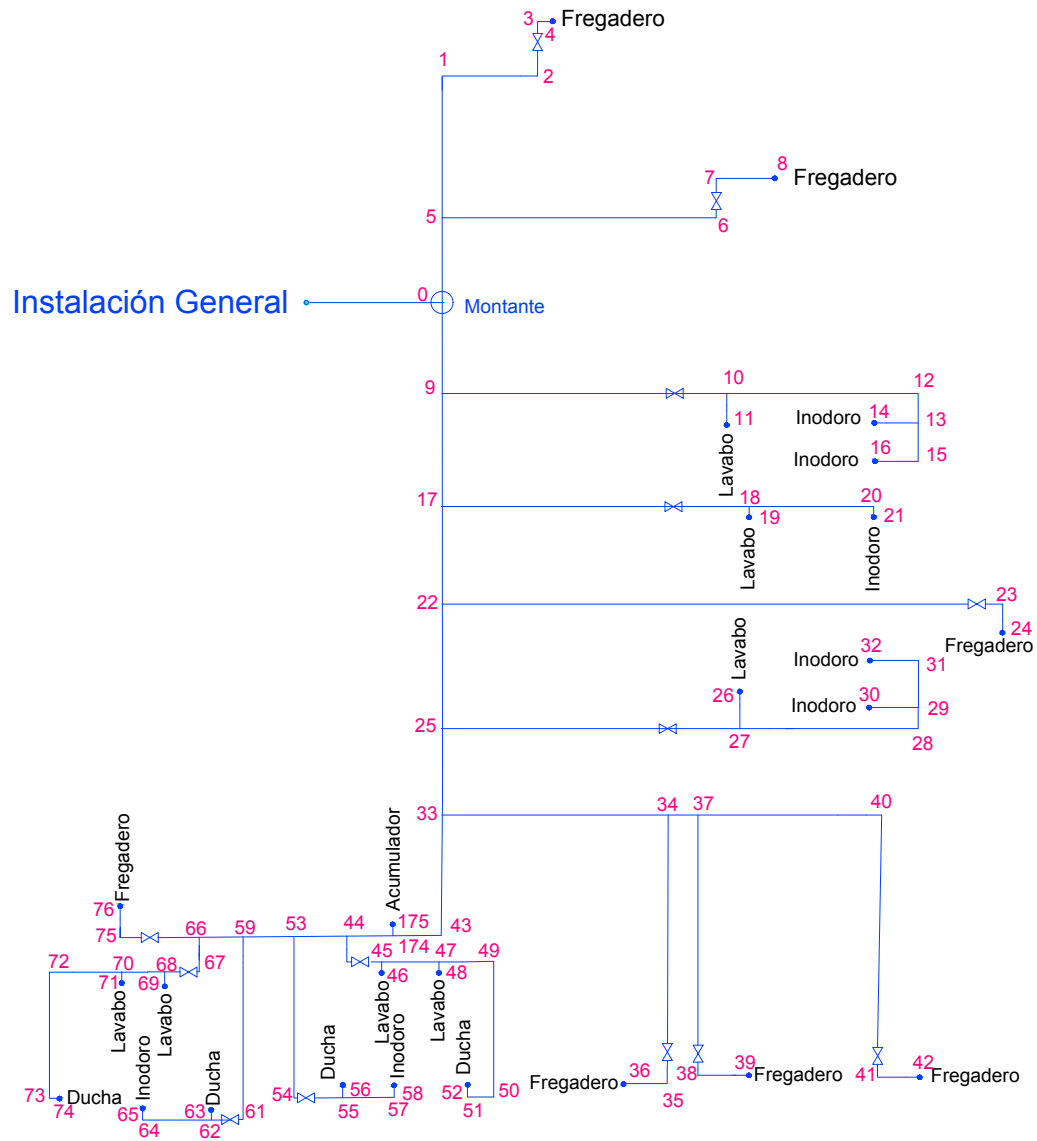 3
Fregadero
4
1
2
8
7
Fregadero
5
6
0
Instalación General
Montante
9
10
12
Inodoro
14
13
11
16
15
Inodoro
Lavabo
17
18
20
19
21
Lavabo
Inodoro
22
23
24
Fregadero
Lavabo
32
Inodoro
31
26
30
Inodoro
29
25
27
28
33
34
37
40
Acumulador
Fregadero
76
175
75
66
59
53
44
43
174
45
47
49
72
70
68
67
46
48
71
69
Lavabo
Lavabo
Lavabo
Lavabo
Inodoro
Ducha
Ducha
Inodoro
Ducha
73
74
Ducha
65
64
63
62
61
54
56
55
58
57
52
51
50
36
Fregadero
38
35
39
Fregadero
41
42
Fregadero